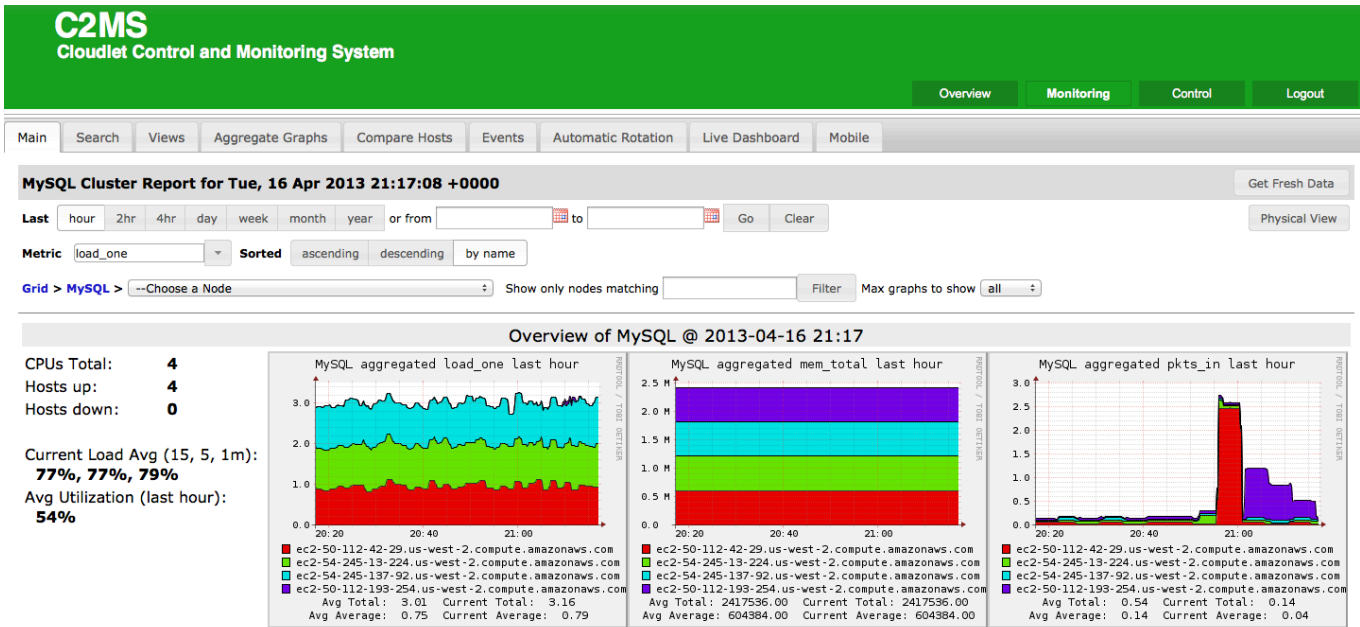 C2MS
Cloudlet Control and Monitoring System
Overview Monitoring Control Logout
Main Search Views Aggregate Graphs Compare Hosts Events Automatic Rotation Live Dashboard Mobile
MySQL Cluster Report for Tue, 16 Apr 2013 21:17:08 +0000 Get Fresh Data
Last hour 2hr 4hr day week month year or from to Go Clear Physical View
Metric load_one Sorted ascending descending by name
Grid > MySQL > --Choose a Node Show only nodes matching Filter Max graphs to show all
Overview of MySQL @ 2013-04-16 21:17
CPUs Total: 4
Hosts up: 4
Hosts down: 0
Current Load Avg (15, 5, 1m):
77%, 77%, 79%
Avg Utilization (last hour):
54%
MySQL aggregated load_one last hour
RRDTOOL / TOBI OETIKER
3.0
2.0
1.0
0.0
20:20 20:40 21:00
ec2-50-112-42-29.us-west-2.compute.amazonaws.com
ec2-54-245-13-224.us-west-2.compute.amazonaws.com
ec2-54-245-137-92.us-west-2.compute.amazonaws.com
ec2-50-112-193-254.us-west-2.compute.amazonaws.com
Avg Total: 3.01 Current Total: 3.16
Avg Average: 0.75 Current Average: 0.79
MySQL aggregated mem_total last hour
RRDTOOL / TOBI OETIKER
2.5 M
2.0 M
1.5 M
1.0 M
0.5 M
0.0
20:20 20:40 21:00
ec2-50-112-42-29.us-west-2.compute.amazonaws.com
ec2-54-245-13-224.us-west-2.compute.amazonaws.com
ec2-54-245-137-92.us-west-2.compute.amazonaws.com
ec2-50-112-193-254.us-west-2.compute.amazonaws.com
Avg Total: 2417536.00 Current Total: 2417536.00
Avg Average: 604384.00 Current Average: 604384.00
MySQL aggregated pkts_in last hour
RRDTOOL / TOBI OETIKER
3.0
2.5
2.0
1.5
1.0
0.5
0.0
20:20 20:40 21:00
ec2-50-112-42-29.us-west-2.compute.amazonaws.com
ec2-54-245-13-224.us-west-2.compute.amazonaws.com
ec2-54-245-137-92.us-west-2.compute.amazonaws.com
ec2-50-112-193-254.us-west-2.compute.amazonaws.com
Avg Total: 0.54 Current Total: 0.14
Avg Average: 0.14 Current Average: 0.04